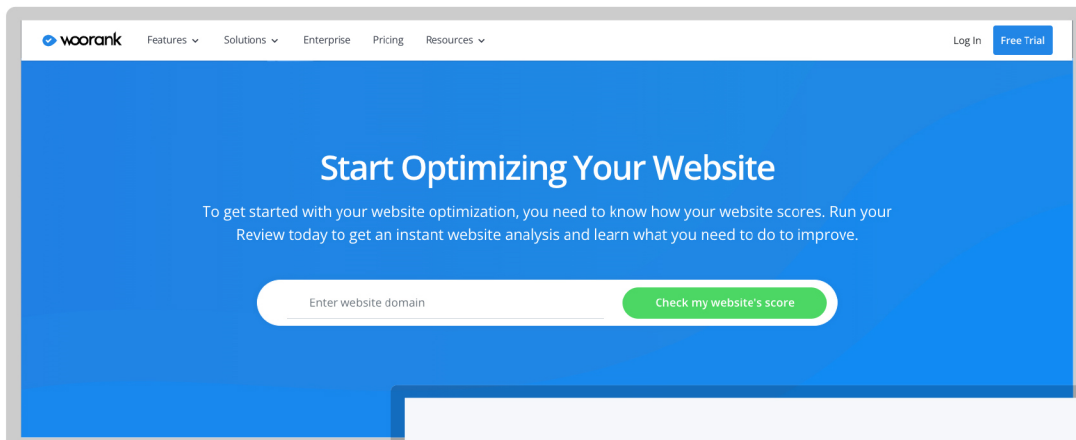 woorank Features Solutions Enterprise Pricing Resources Log In Free Trial
Start Optimizing Your Website
To get started with your website optimization, you need to know how your website scores. Run your
Review today to get an instant website analysis and learn what you need to do to improve.
Enter website domain Check my website's score